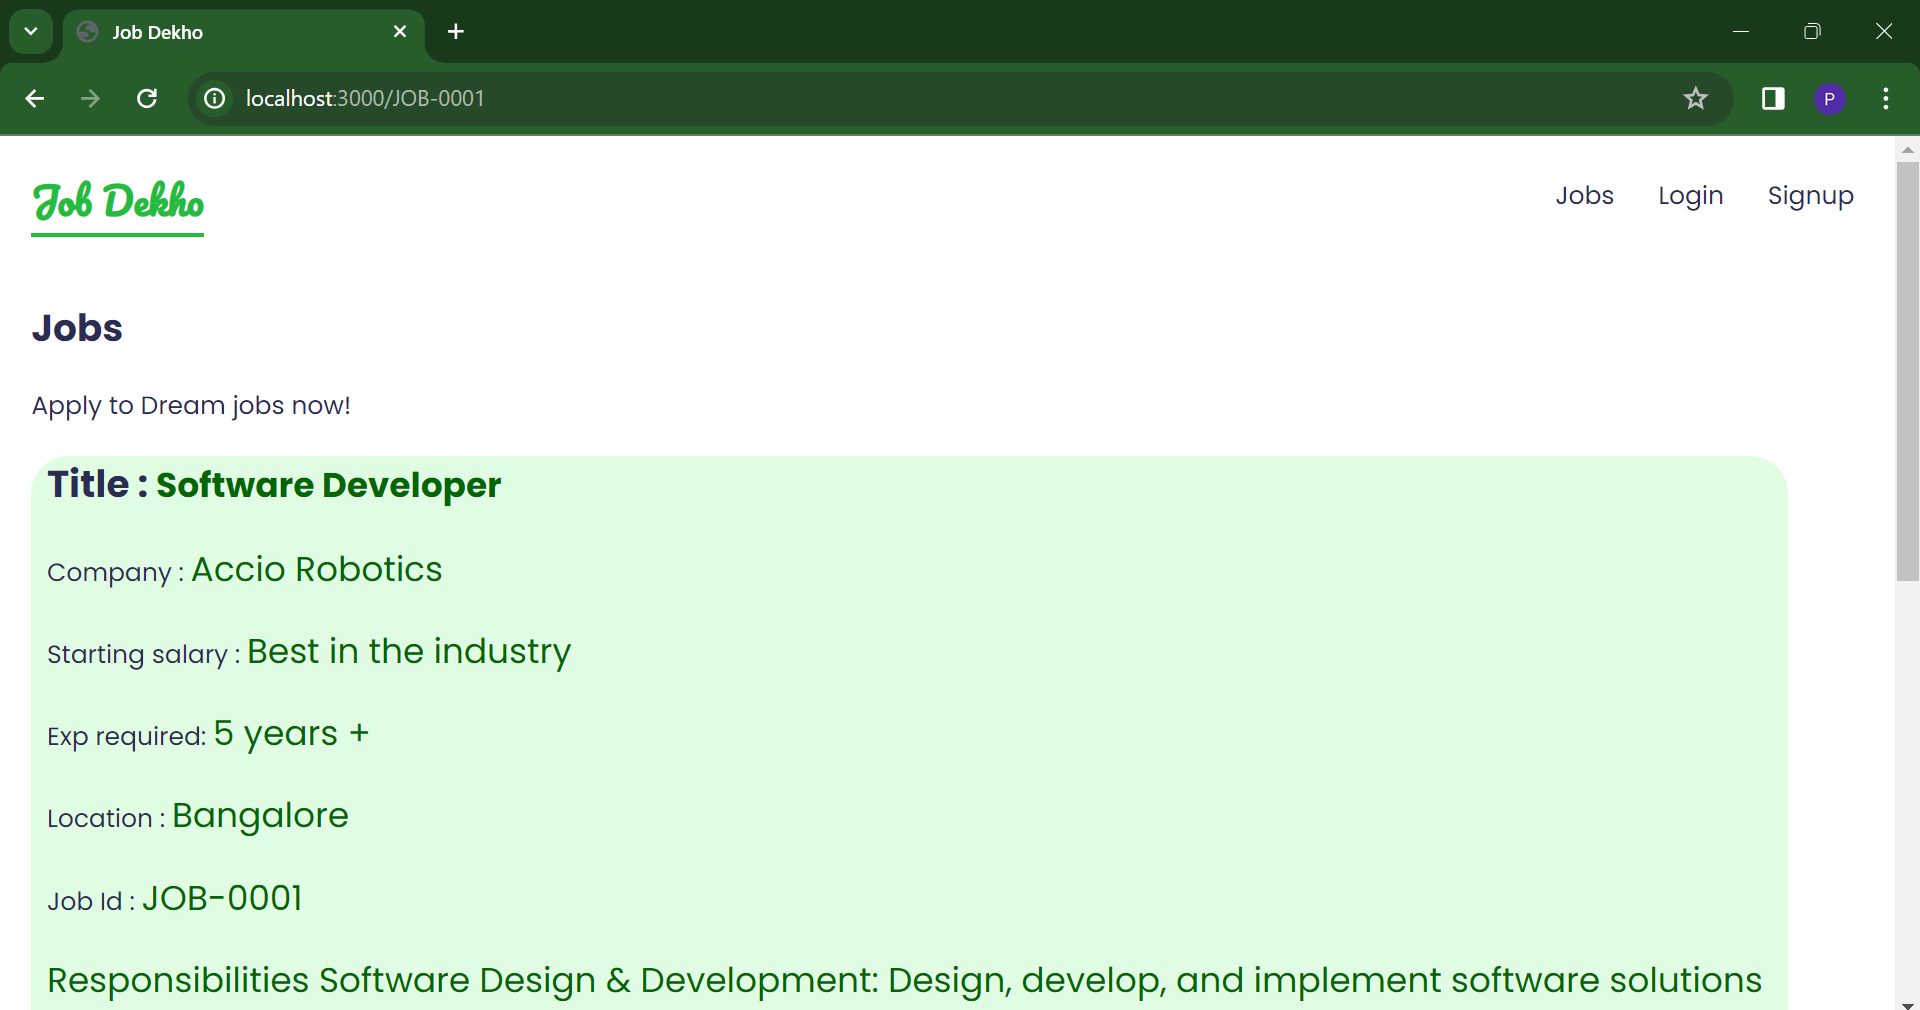 Job Dekho
localhost:3000/JOB-0001
P
Job Dekho
Jobs Login Signup
Jobs
Apply to Dream jobs now!
Title : Software Developer
Company : Accio Robotics
Starting salary : Best in the industry
Exp required: 5 years +
Location : Bangalore
Job Id : JOB-0001
Responsibilities Software Design & Development: Design, develop, and implement software solutions